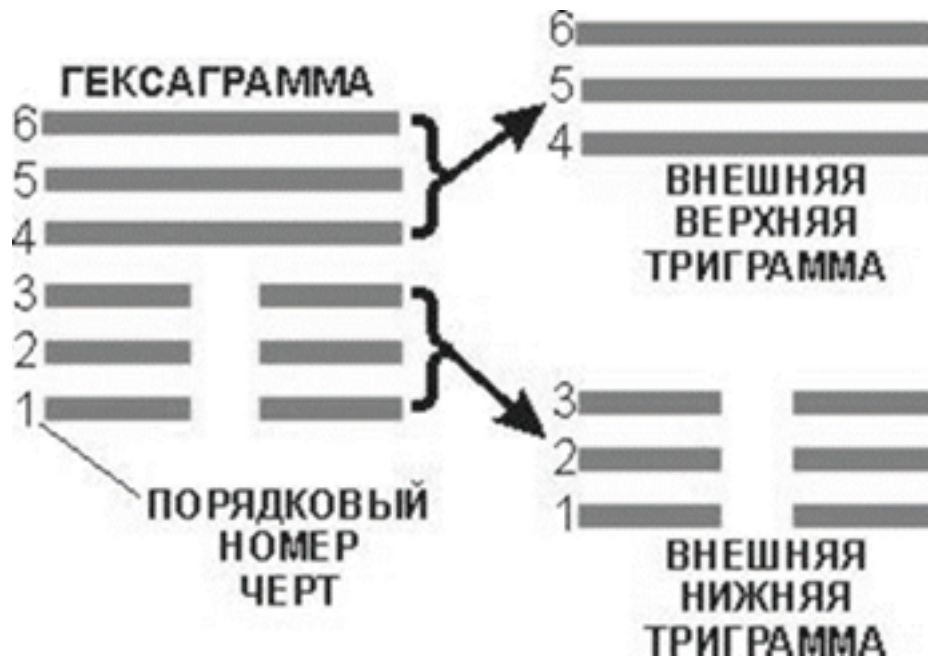 ГЕКСАГРАММА
6
5
4
3
2
1
ПОРЯДКОВЫЙ
НОМЕР
ЧЕРТ
6
5
4
ВНЕШНЯЯ
ВЕРХНЯЯ
ТРИГРАММА
3
2
1
ВНЕШНЯЯ
НИЖНЯЯ
ТРИГРАММА